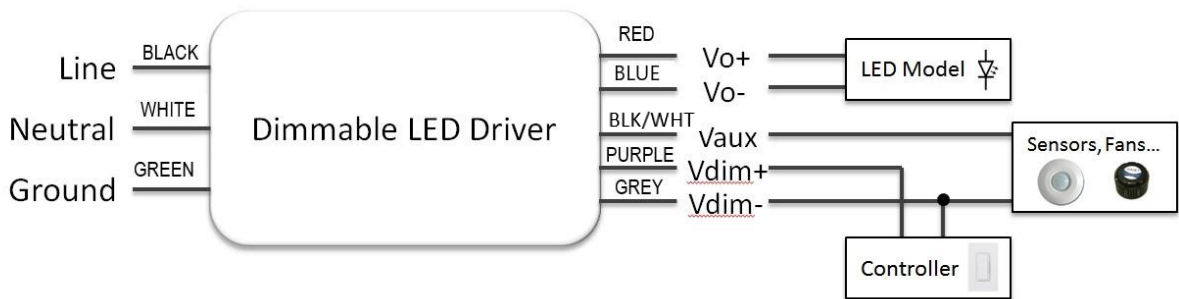 Line BLACK
Neutral WHITE
Ground GREEN
Dimmable LED Driver
RED Vo+
BLUE Vo-
BLK/WHT Vaux
PURPLE Vdim+
GREY Vdim-
LED Model
Sensors, Fans...
Controller